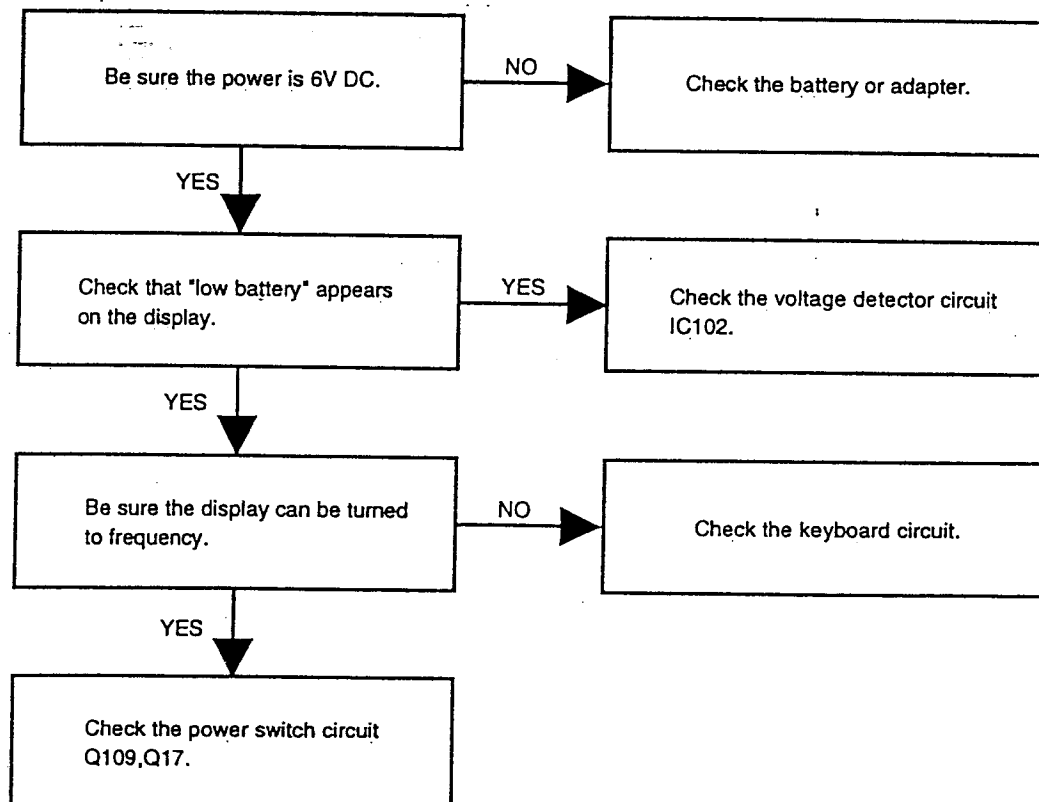 Be sure the power is 6V DC.
NO
Check the battery or adapter.
YES
Check that "low battery" appears
on the display.
YES
Check the voltage detector circuit
IC102.
YES
Be sure the display can be turned
to frequency.
NO
Check the keyboard circuit.
YES
Check the power switch circuit
Q109,Q17.